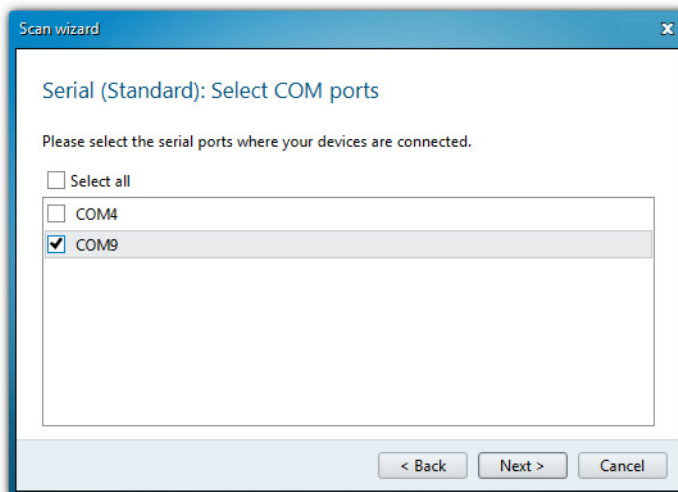 Scan wizard
Serial (Standard): Select COM ports
Please select the serial ports where your devices are connected.
Select all
COM4
COM9
< Back Next > Cancel